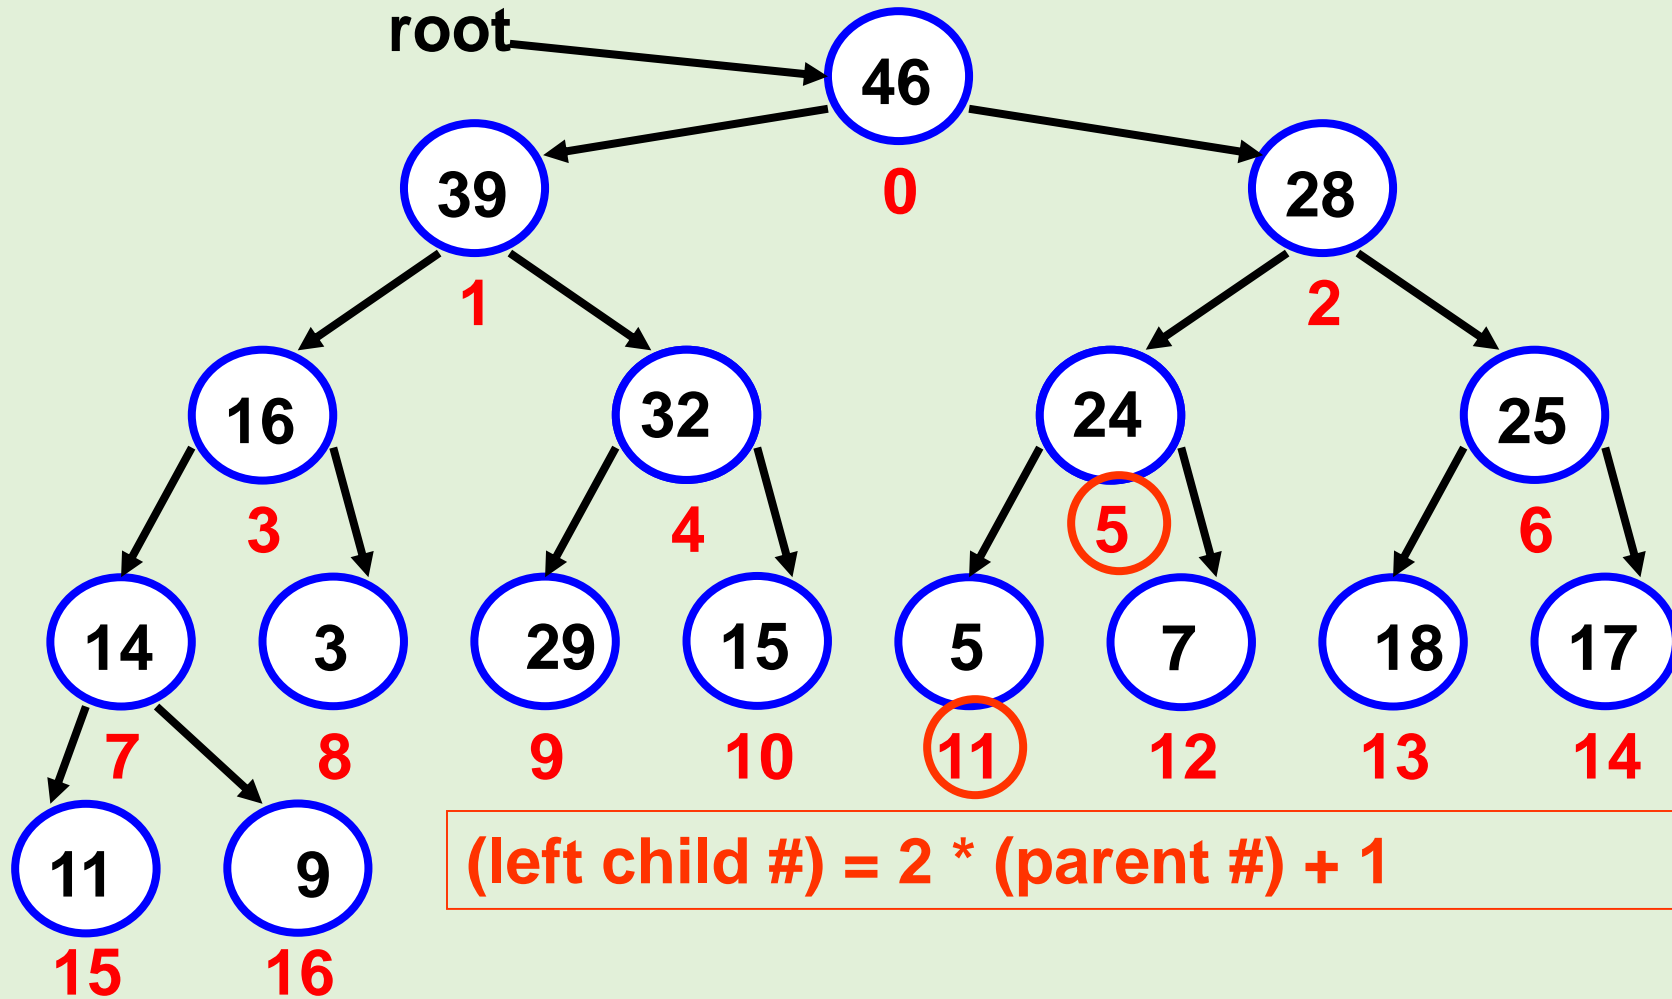 root
46
39 0 28
1 2
16 32 24 25
3 4 5 6
14 3 29 15 5 7 18 17
7 8 9 10 11 12 13 14
11 9 (left child #) = 2 * (parent #) + 1
15 16